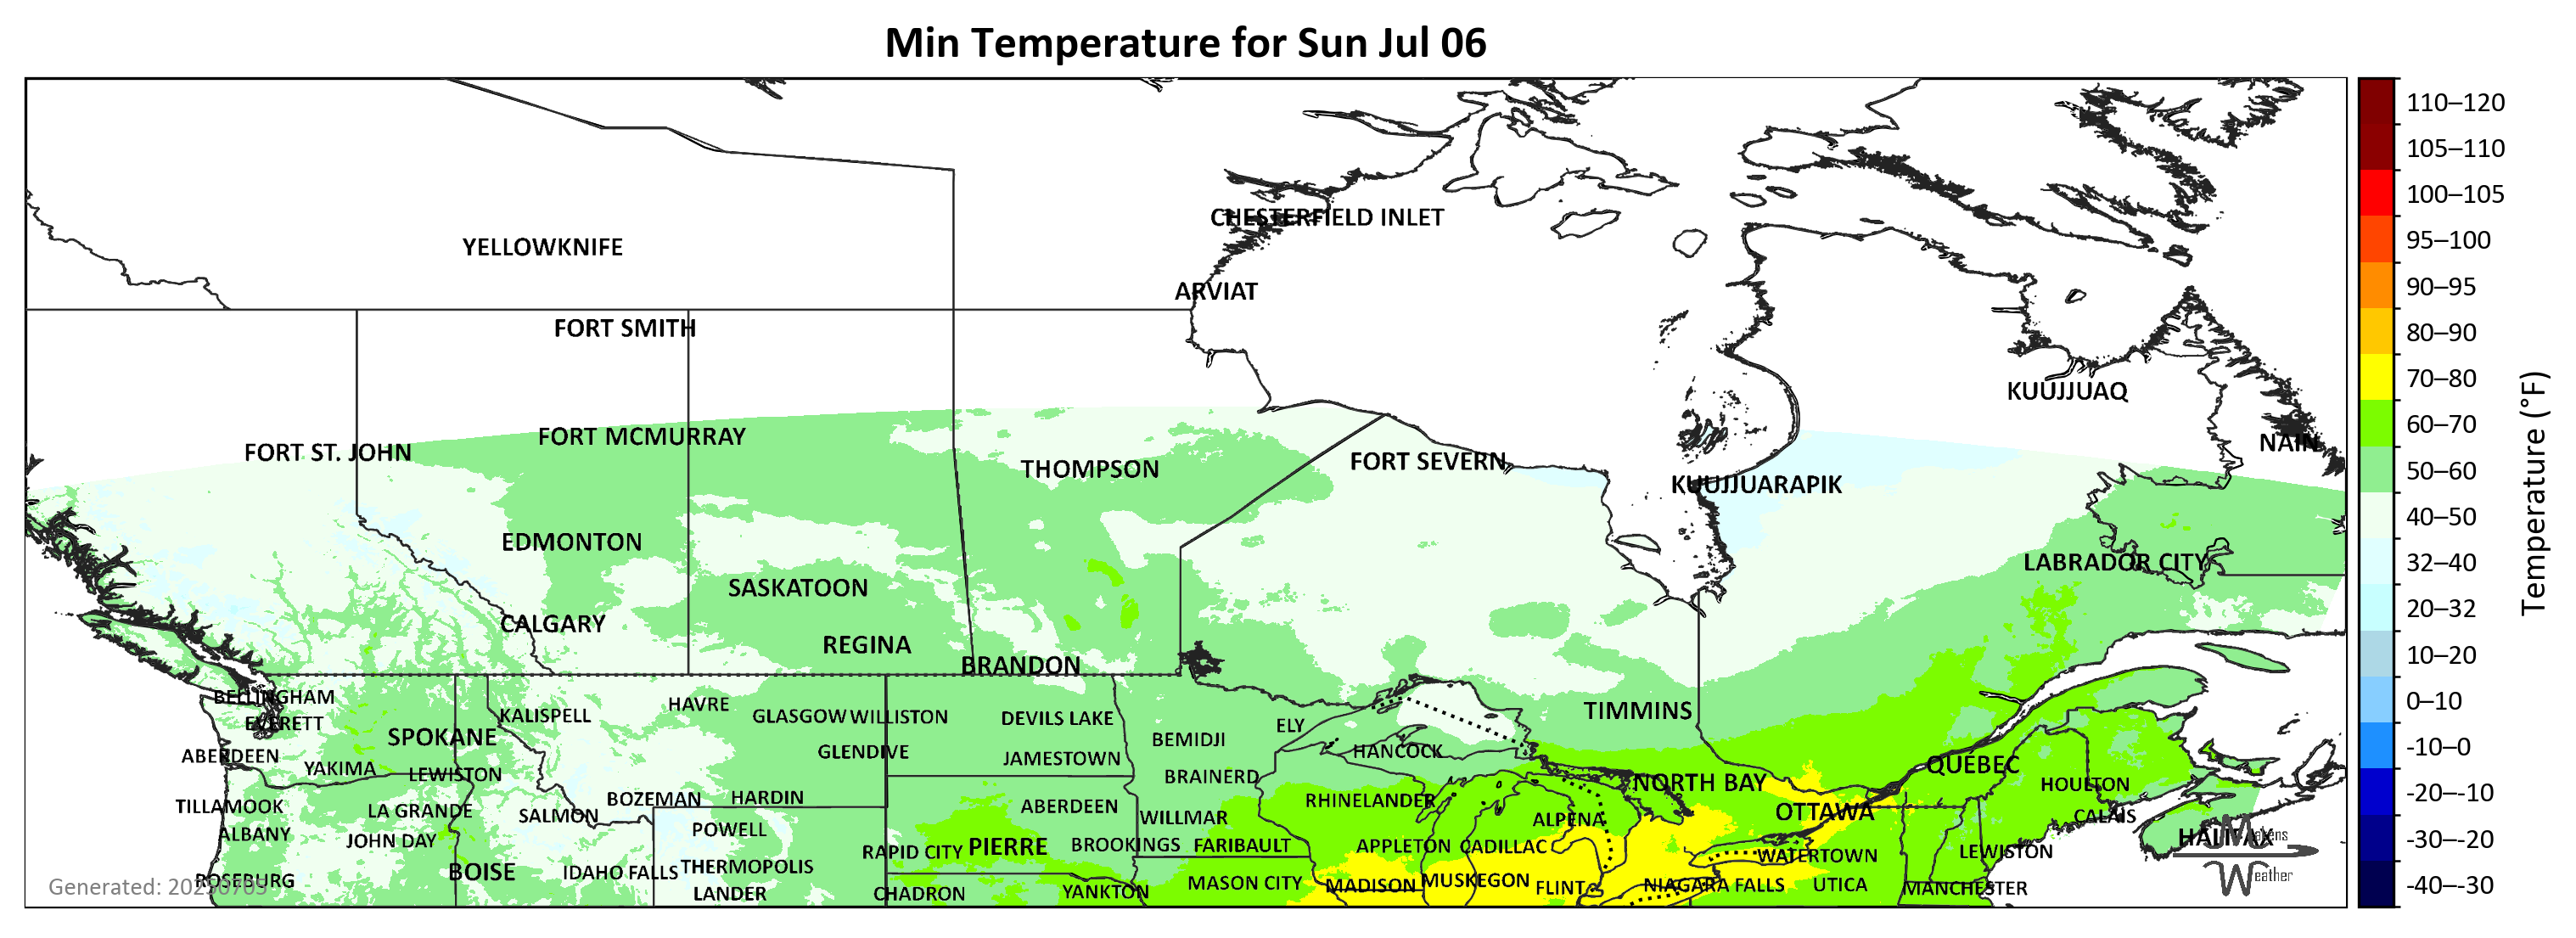 Min Temperature for Sun Jul 06
CHESTERFIELD INLET
YELLOWKNIFE
ARVIAT
FORT SMITH
KUUJJUAQ
FORT MCMURRAY
NAIN
FORT ST. JOHN
THOMPSON
FORT SEVERN
KUUJJUARAPIK
EDMONTON
LABRADOR CITY
SASKATOON
CALGARY
REGINA
BRANDON
BELLINGHAM
HAVRE
KALISPELL
GLASGOW WILLISTON
DEVILS LAKE
TIMMINS
EVERETT
ELY
SPOKANE
BEMIDJI
ABERDEEN
GLENDIVE
JAMESTOWN
HANCOCK
YAKIMA
LEWISTON
BRAINERD
NORTH BAY
QUEBEC
HOULTON
TILLAMOOK
LA GRANDE
BOZEMAN
HARDIN
ABERDEEN
RHINELANDER
SALMON
WILLMAR
ALPENA
OTTAWA
CALAIS
ALBANY
JOHN DAY
POWELL
RAPID CITY
PIERRE
BROOKINGS
FARIBAULT
APPLETON
CADILLAC
WATERTOWN
LEWISTON
HALIFAX
Makens
Weather
ROSEBURG
BOISE
IDAHO FALLS
THERMOPOLIS
LANDER
CHADRON
YANKTON
MASON CITY
MADISON
MUSKEGON
FLINT
NIAGARA FALLS
UTICA
MANCHESTER
Generated: 20250705
110–120
105–110
100–105
95–100
90–95
80–90
70–80
60–70
50–60
40–50
32–40
20–32
10–20
0–10
-10–0
-20–-10
-30–-20
-40–-30
Temperature (°F)